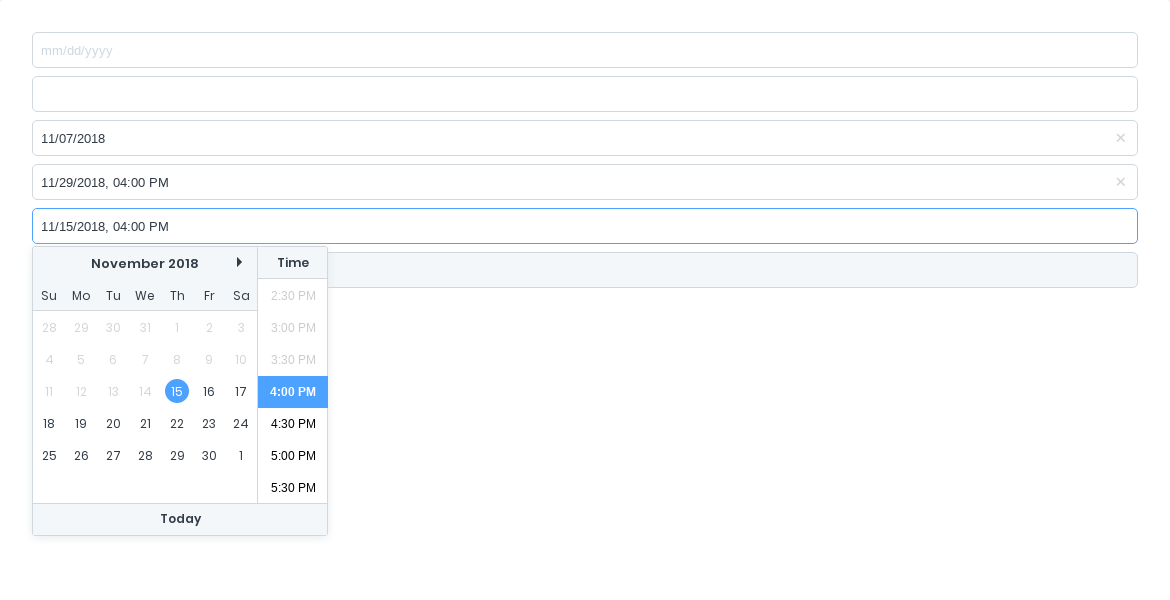 mm/dd/yyyy
11/07/2018 ×
11/29/2018, 04:00 PM ×
11/15/2018, 04:00 PM
November 2018 Time
Su Mo Tu We Th Fr Sa 2:30 PM
28 29 30 31 1 2 3 3:00 PM
4 5 6 7 8 9 10 3:30 PM
11 12 13 14 15 16 17 4:00 PM
18 19 20 21 22 23 24 4:30 PM
25 26 27 28 29 30 1 5:00 PM
5:30 PM
Today